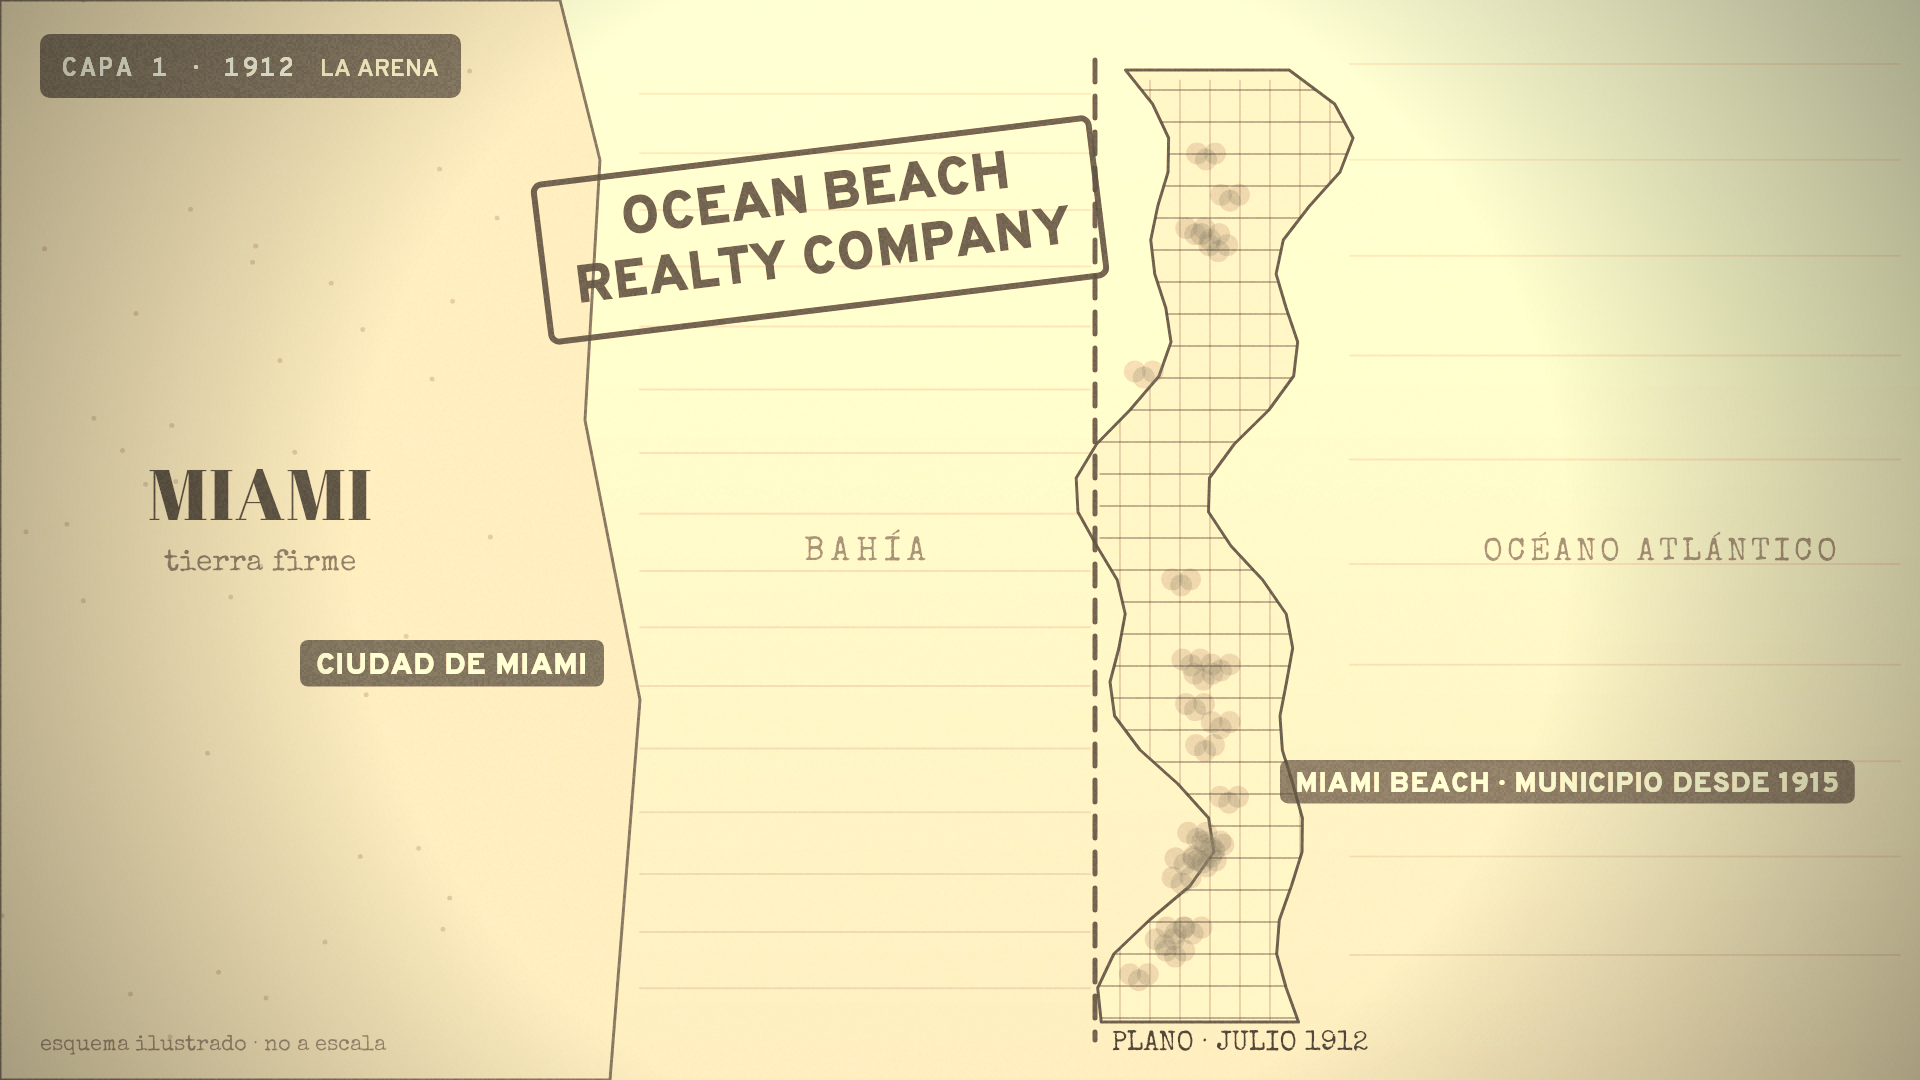 CAPA 1 · 1912 LA ARENA
OCEAN BEACH
REALTY COMPANY
MIAMI
tierra firme
BAHÍA
OCÉANO ATLÁNTICO
CIUDAD DE MIAMI
MIAMI BEACH · MUNICIPIO DESDE 1915
esquema ilustrado · no a escala
PLANO · JULIO 1912